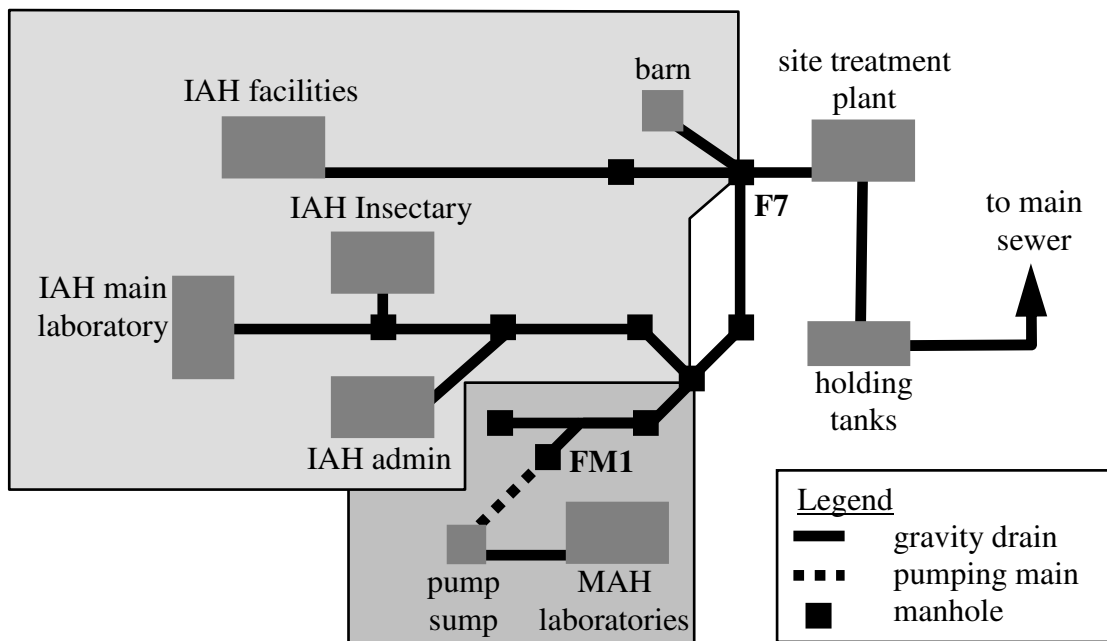 IAH facilities
barn
site treatment
plant
F7
IAH Insectary
to main
sewer
IAH main
laboratory
holding
tanks
IAH admin
FM1
pump
sump
MAH
laboratories
Legend
gravity drain
pumping main
manhole